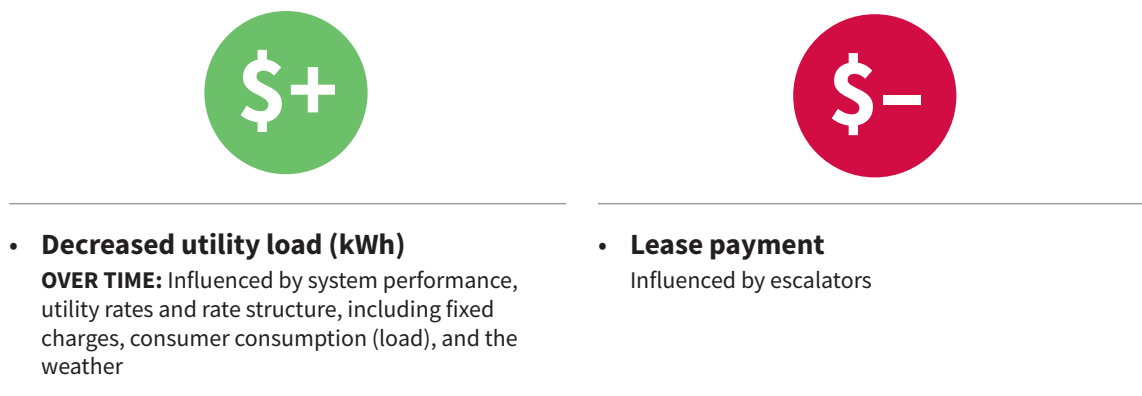 $+
• Decreased utility load (kWh)
OVER TIME: Influenced by system performance,
utility rates and rate structure, including fixed
charges, consumer consumption (load), and the
weather
$–
• Lease payment
Influenced by escalators